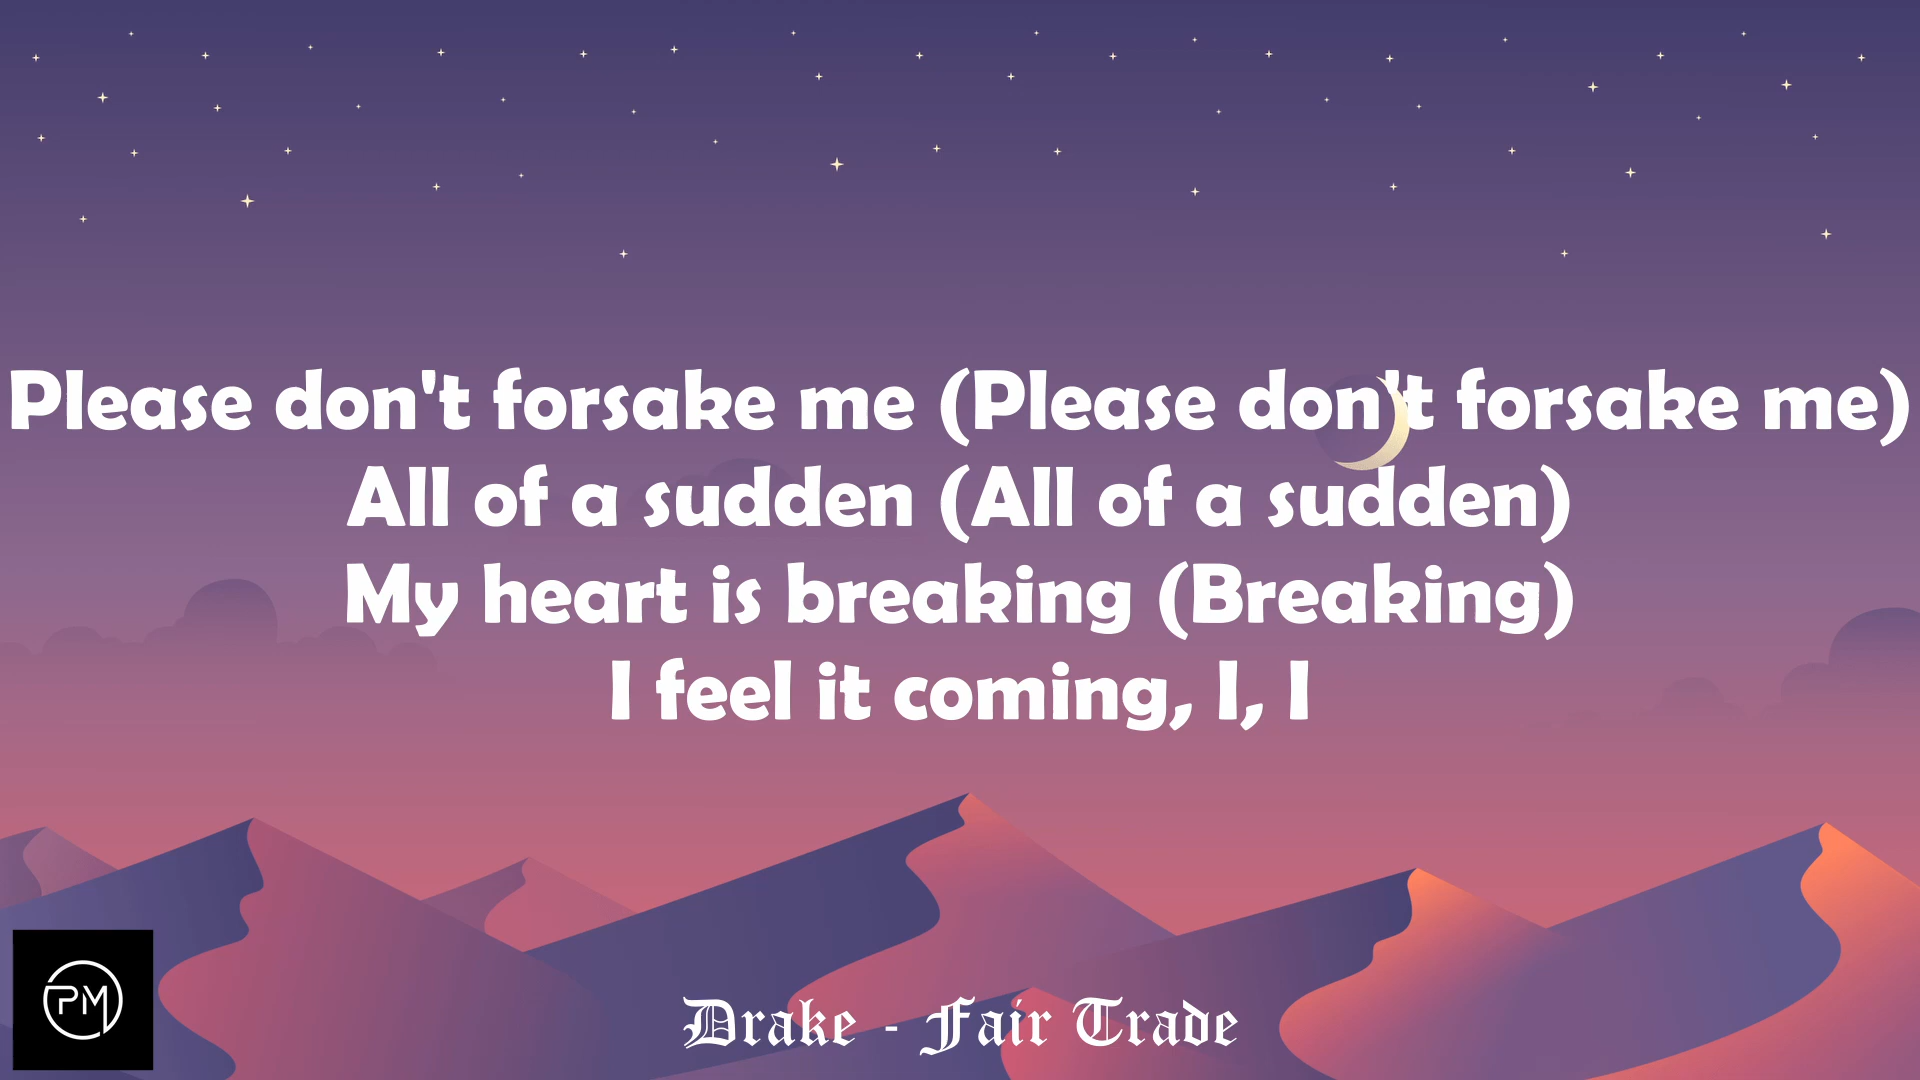 Please don't forsake me (Please don't forsake me)
All of a sudden (All of a sudden)
My heart is breaking (Breaking)
I feel it coming, I, I
PM
Drake - Fair Trade